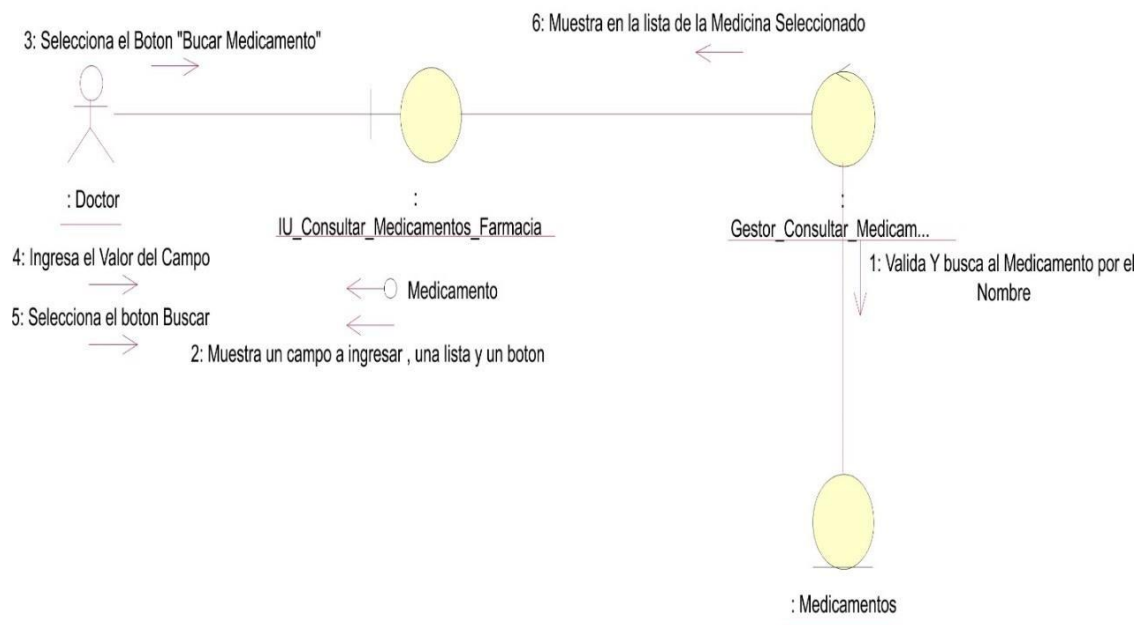 6: Muestra en la lista de la Medicina Seleccionado
3: Selecciona el Boton "Bucar Medicamento"
: Doctor
:
IU_Consultar_Medicamentos_Farmacia
:
Gestor_Consultar_Medicam...
4: Ingresa el Valor del Campo
1: Valida Y busca al Medicamento por el
Nombre
Medicamento
5: Selecciona el boton Buscar
2: Muestra un campo a ingresar , una lista y un boton
: Medicamentos